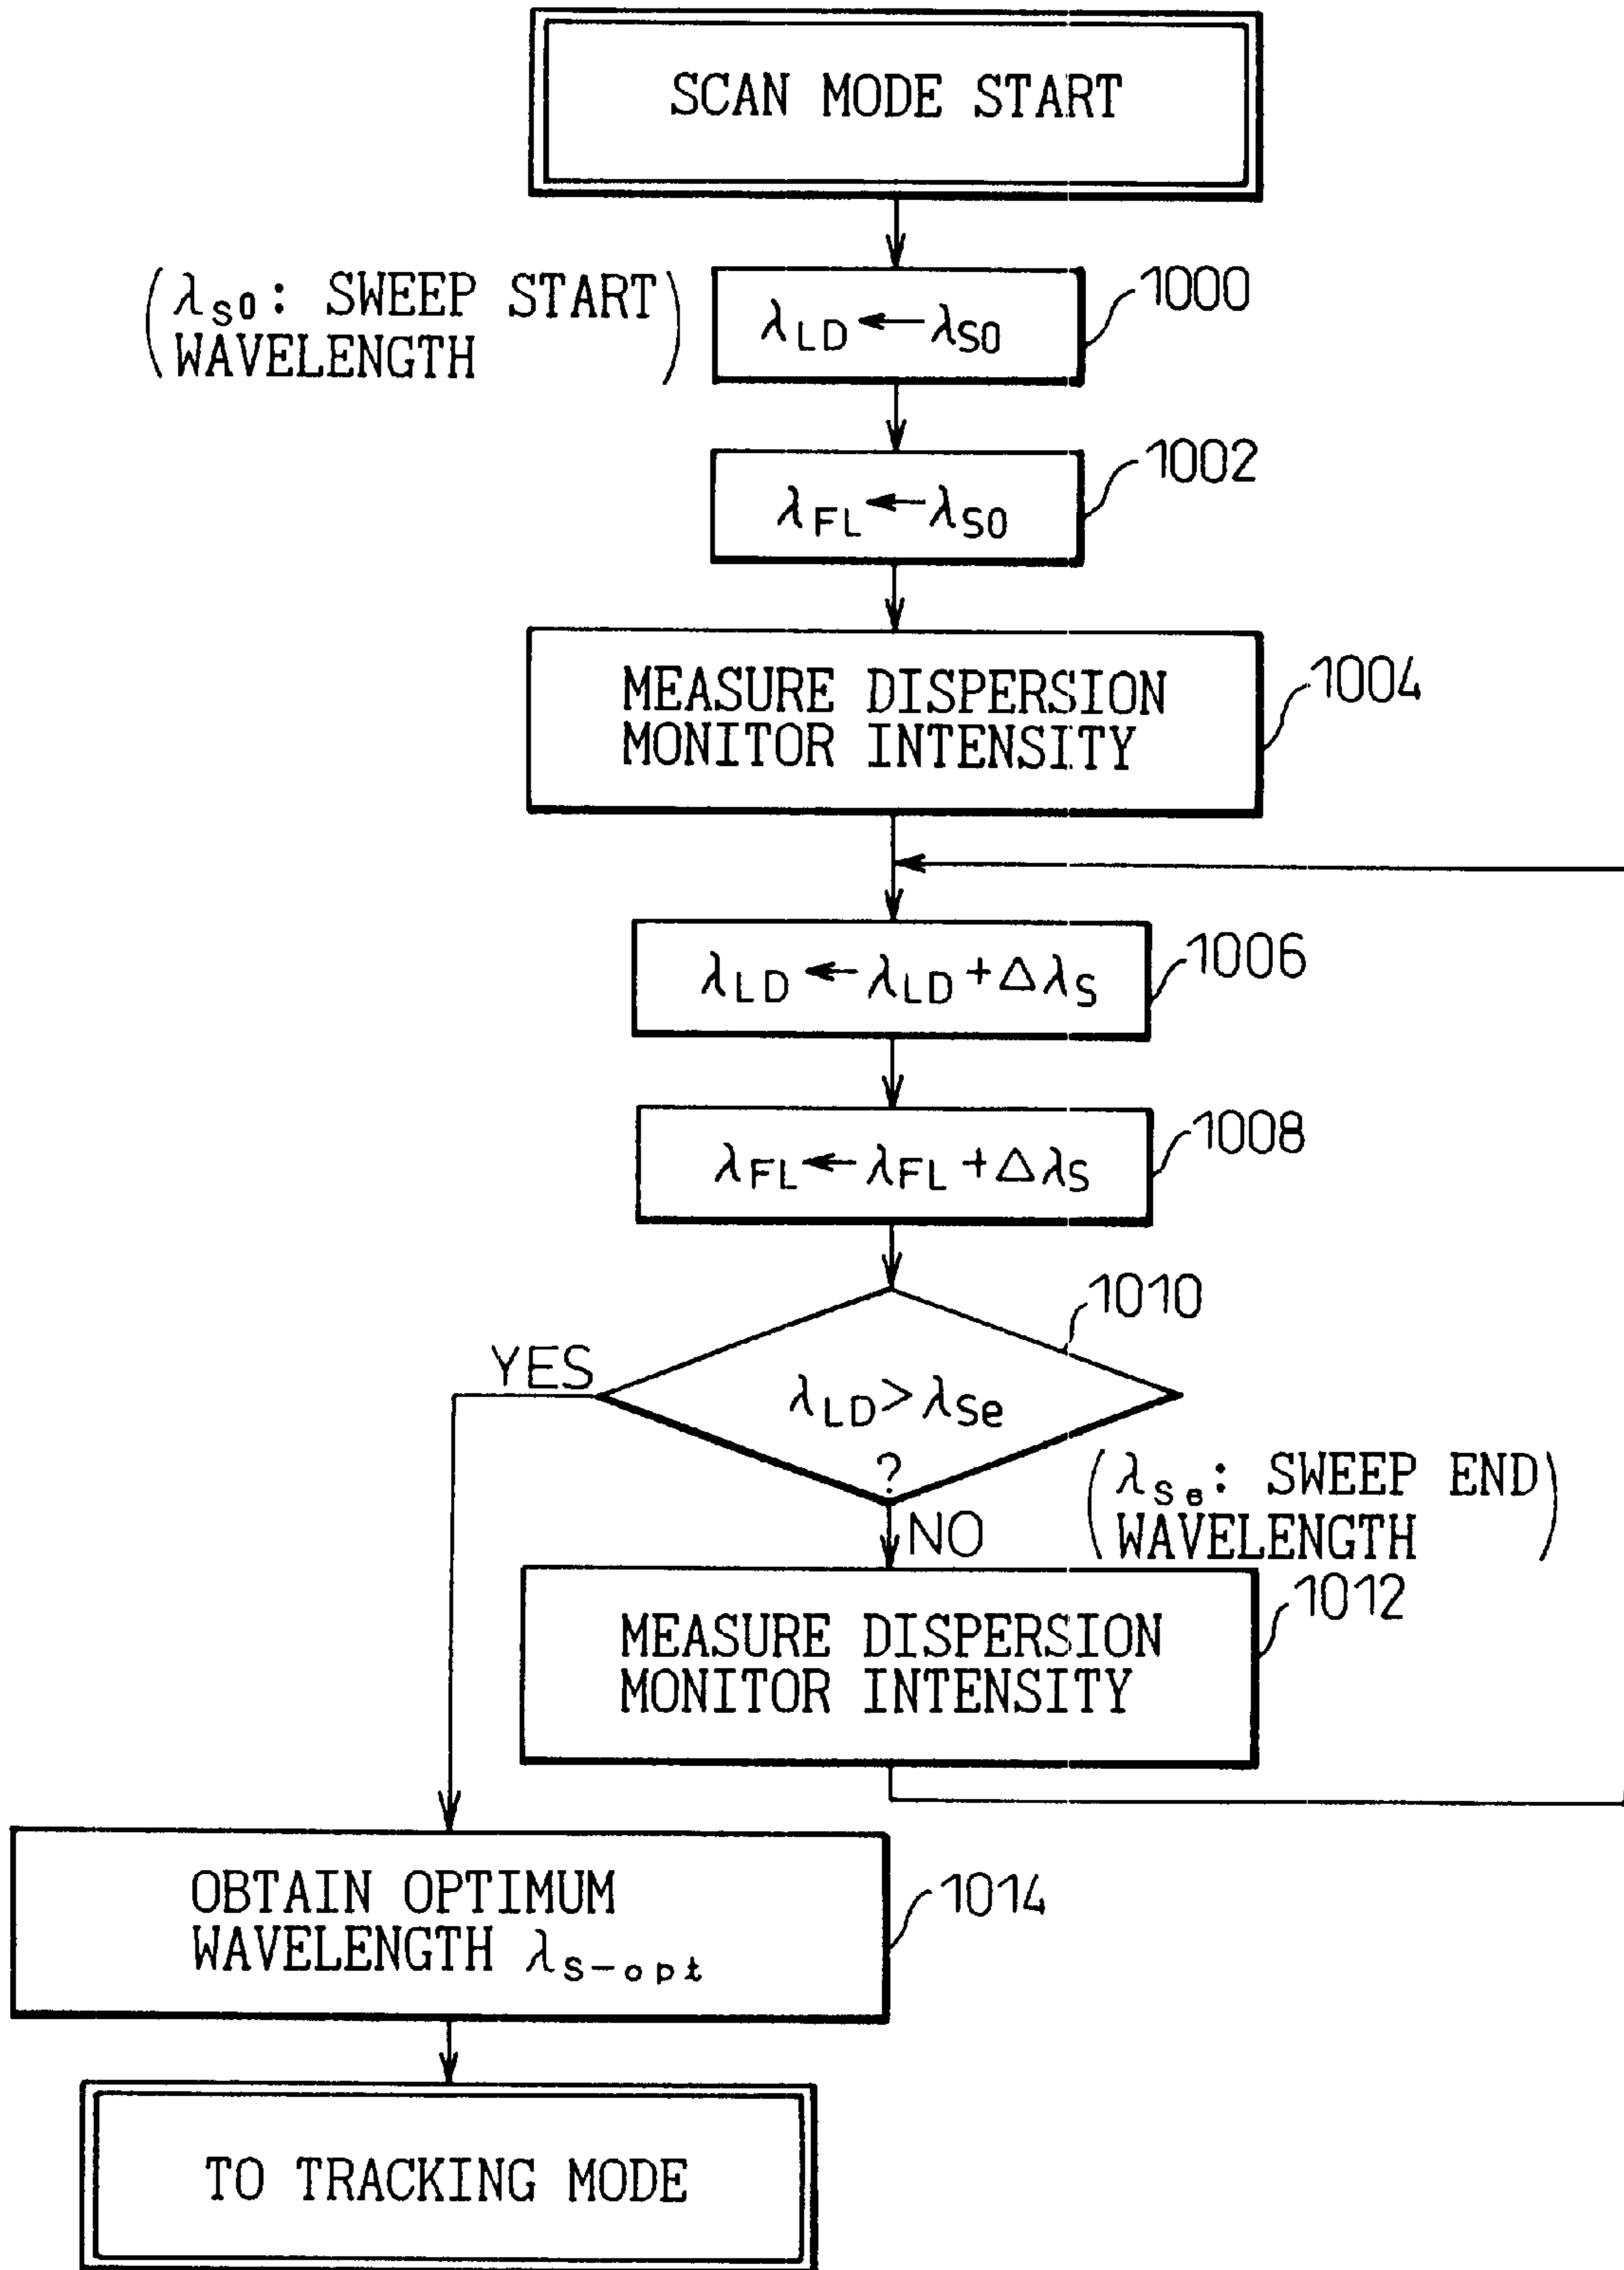 SCAN MODE START
(λS0: SWEEP START
WAVELENGTH)
λLD ← λS0
1000
λFL ← λS0
1002
MEASURE DISPERSION
MONITOR INTENSITY
1004
λLD ← λLD + ΔλS
1006
λFL ← λFL + ΔλS
1008
1010
YES
λLD > λSe
?
NO
(λSe: SWEEP END
WAVELENGTH)
MEASURE DISPERSION
MONITOR INTENSITY
1012
OBTAIN OPTIMUM
WAVELENGTH λS-opt
1014
TO TRACKING MODE